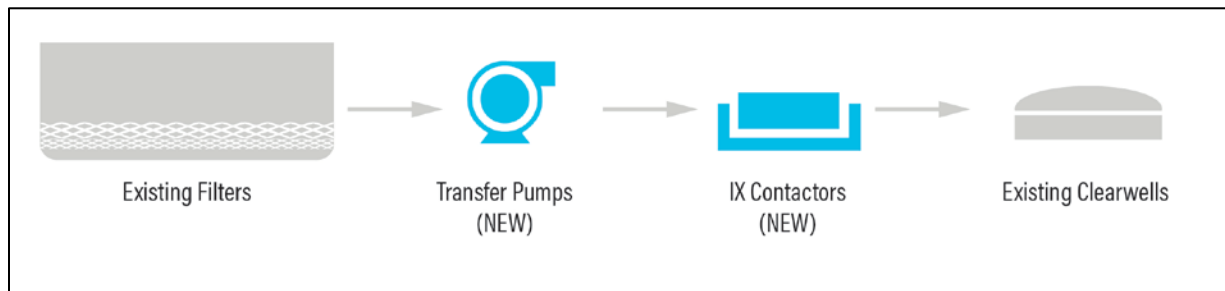 Existing Filters
Transfer Pumps
(NEW)
IX Contactors
(NEW)
Existing Clearwells